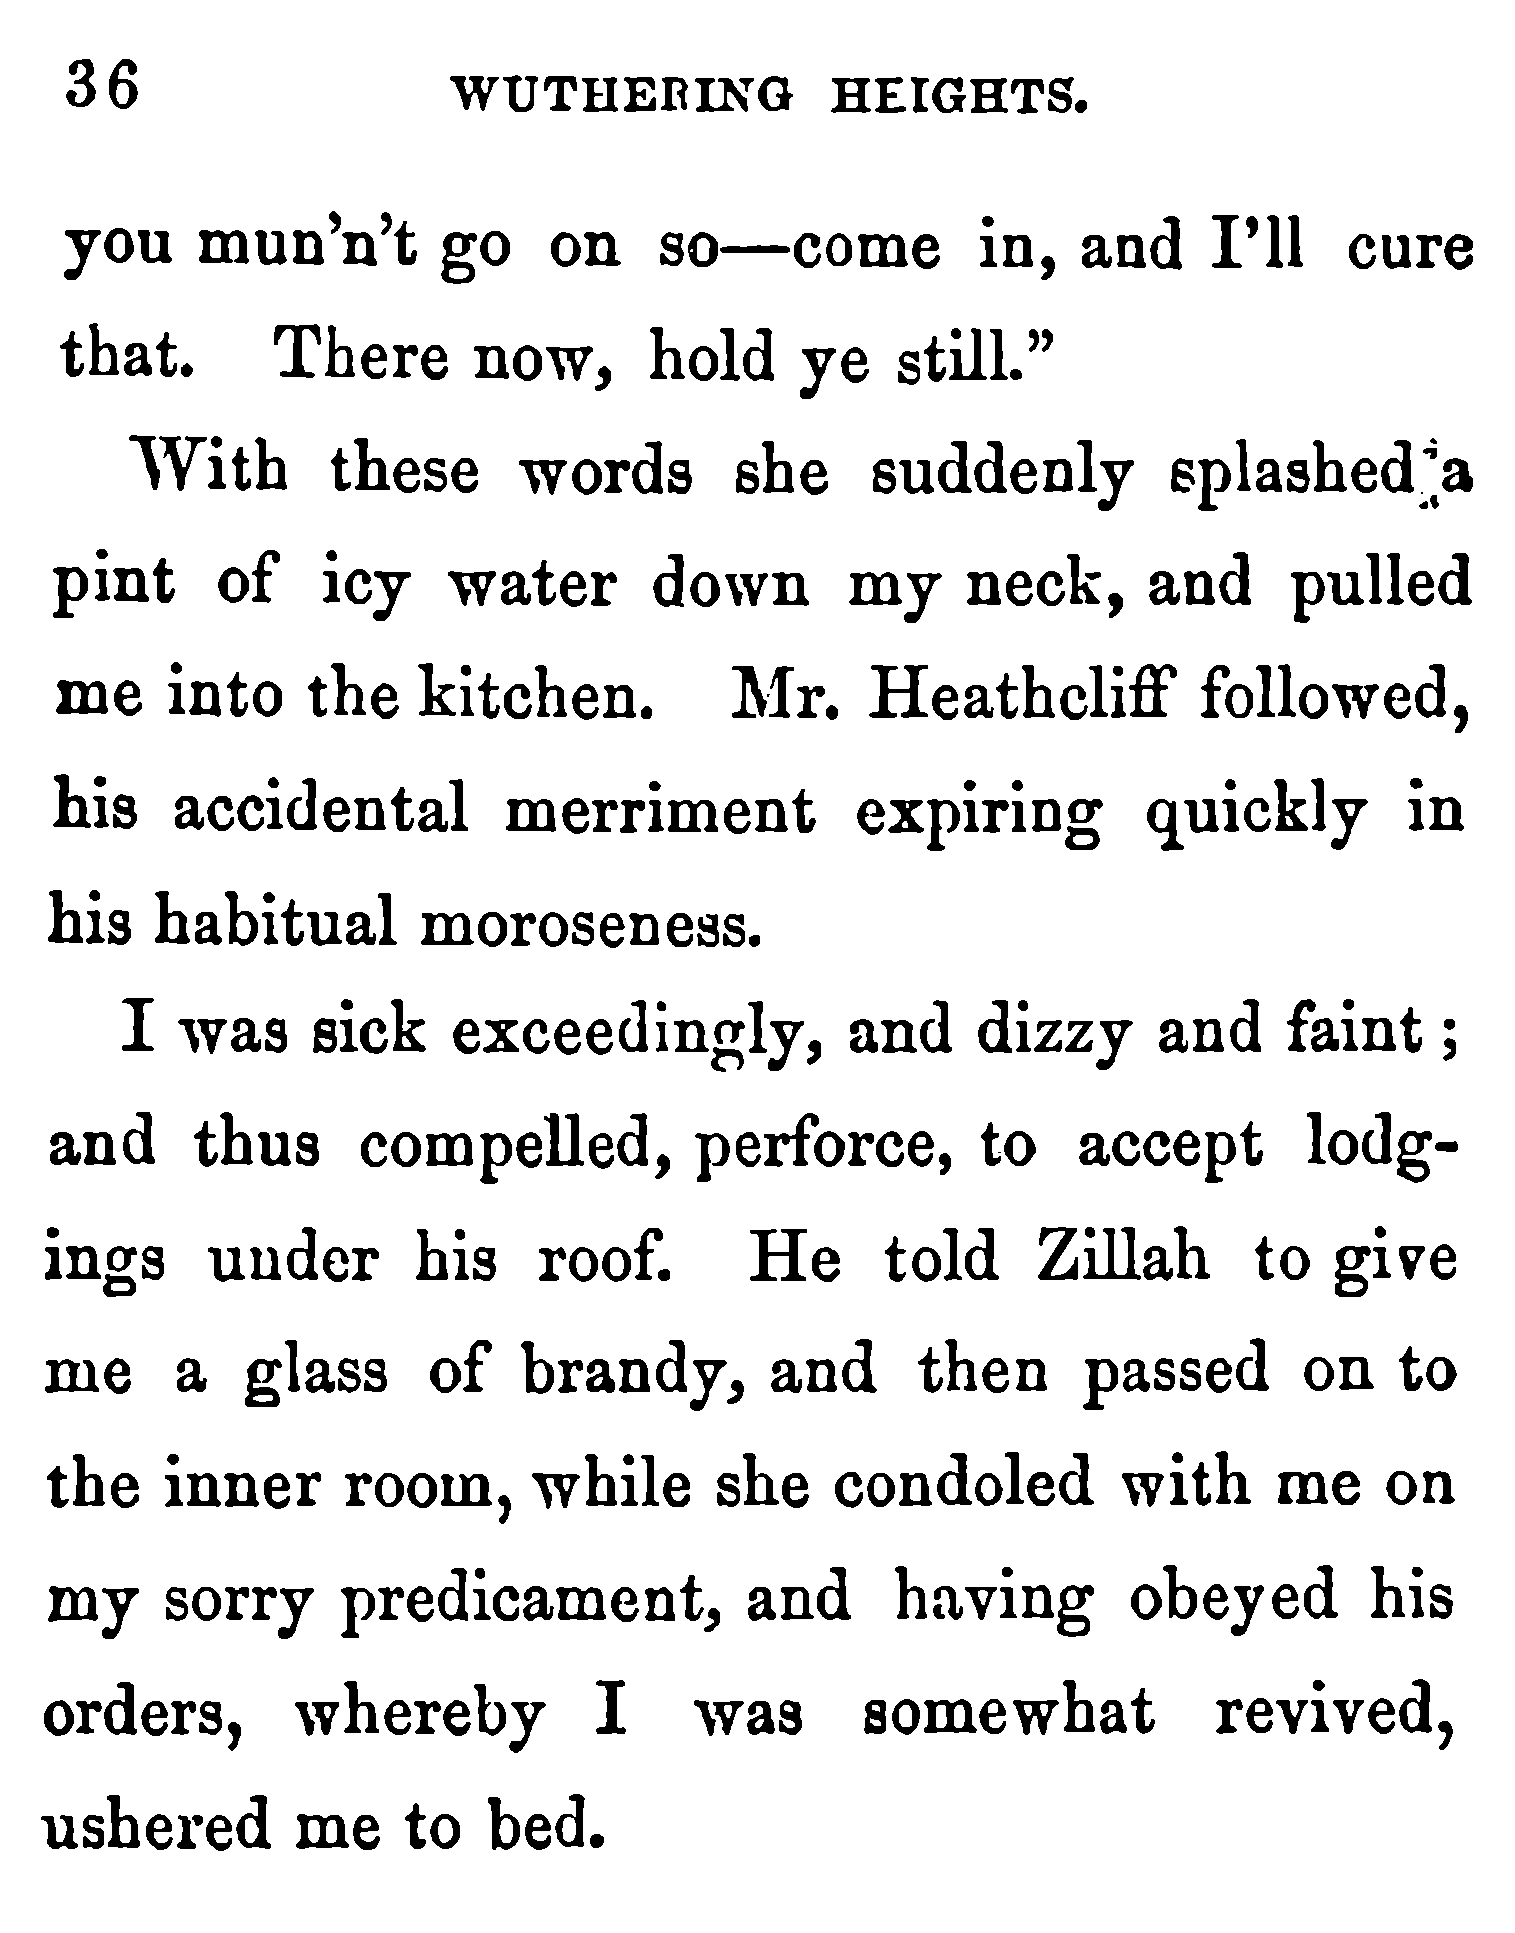 36 WUTHERING HEIGHTS.
you mun'n't go on so—come in, and I'll cure
that. There now, hold ye still."
With these words she suddenly splashed a
pint of icy water down my neck, and pulled
me into the kitchen. Mr. Heathcliff followed,
his accidental merriment expiring quickly in
his habitual moroseness.
I was sick exceedingly, and dizzy and faint ;
and thus compelled, perforce, to accept lodg-
ings under his roof. He told Zillah to give
me a glass of brandy, and then passed on to
the inner room, while she condoled with me on
my sorry predicament, and having obeyed his
orders, whereby I was somewhat revived,
ushered me to bed.